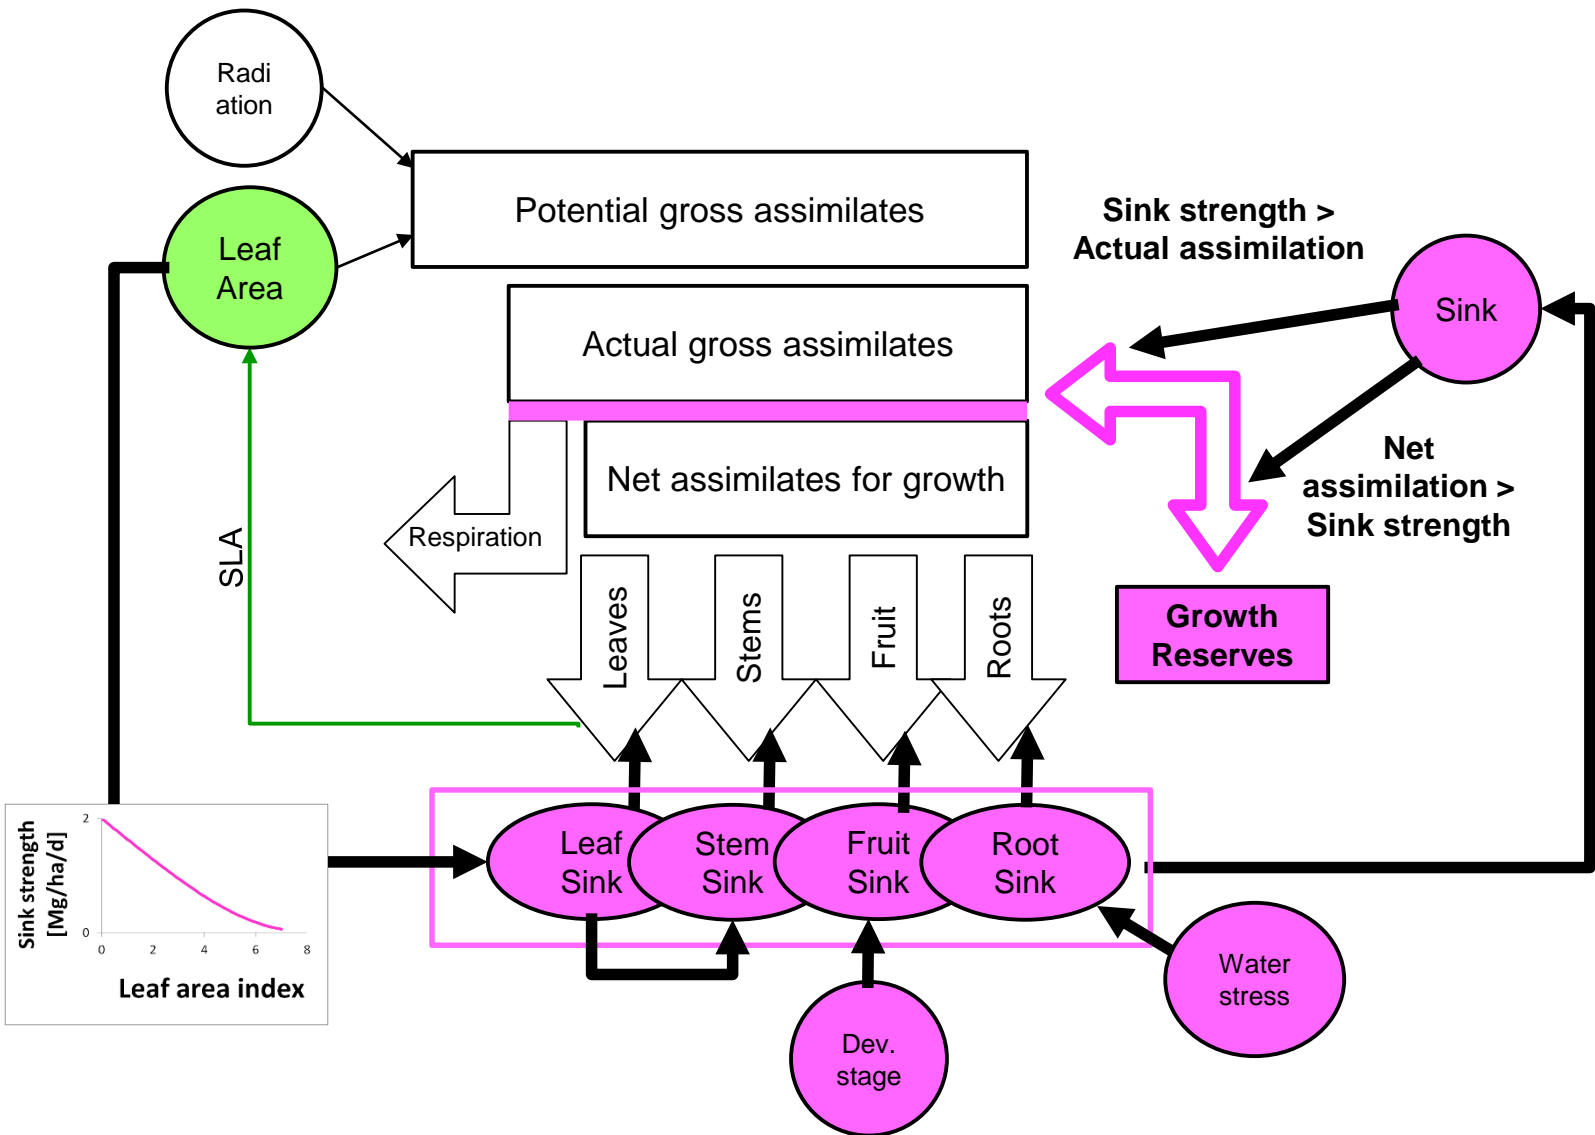 Radi
ation
Potential gross assimilates
Sink strength >
Actual assimilation
Leaf
Area
Sink
Actual gross assimilates
Net assimilates for growth
Net
assimilation >
Sink strength
Respiration
SLA
Leaves
Stems
Fruit
Roots
Growth
Reserves
Sink strength
[Mg/ha/d]
2
0
0
2
4
6
8
Leaf area index
Leaf
Sink
Stem
Sink
Fruit
Sink
Root
Sink
Water
stress
Dev.
stage